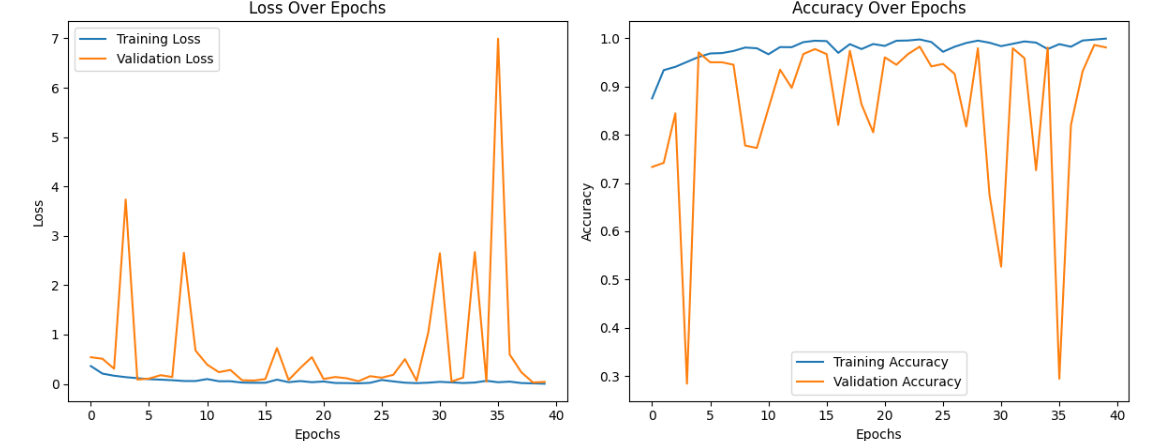 Loss Over Epochs
Training Loss
Validation Loss
Loss
7
6
5
4
3
2
1
0
0 5 10 15 20 25 30 35 40
Epochs
Accuracy Over Epochs
Accuracy
1.0
0.9
0.8
0.7
0.6
0.5
0.4
0.3
Training Accuracy
Validation Accuracy
0 5 10 15 20 25 30 35 40
Epochs